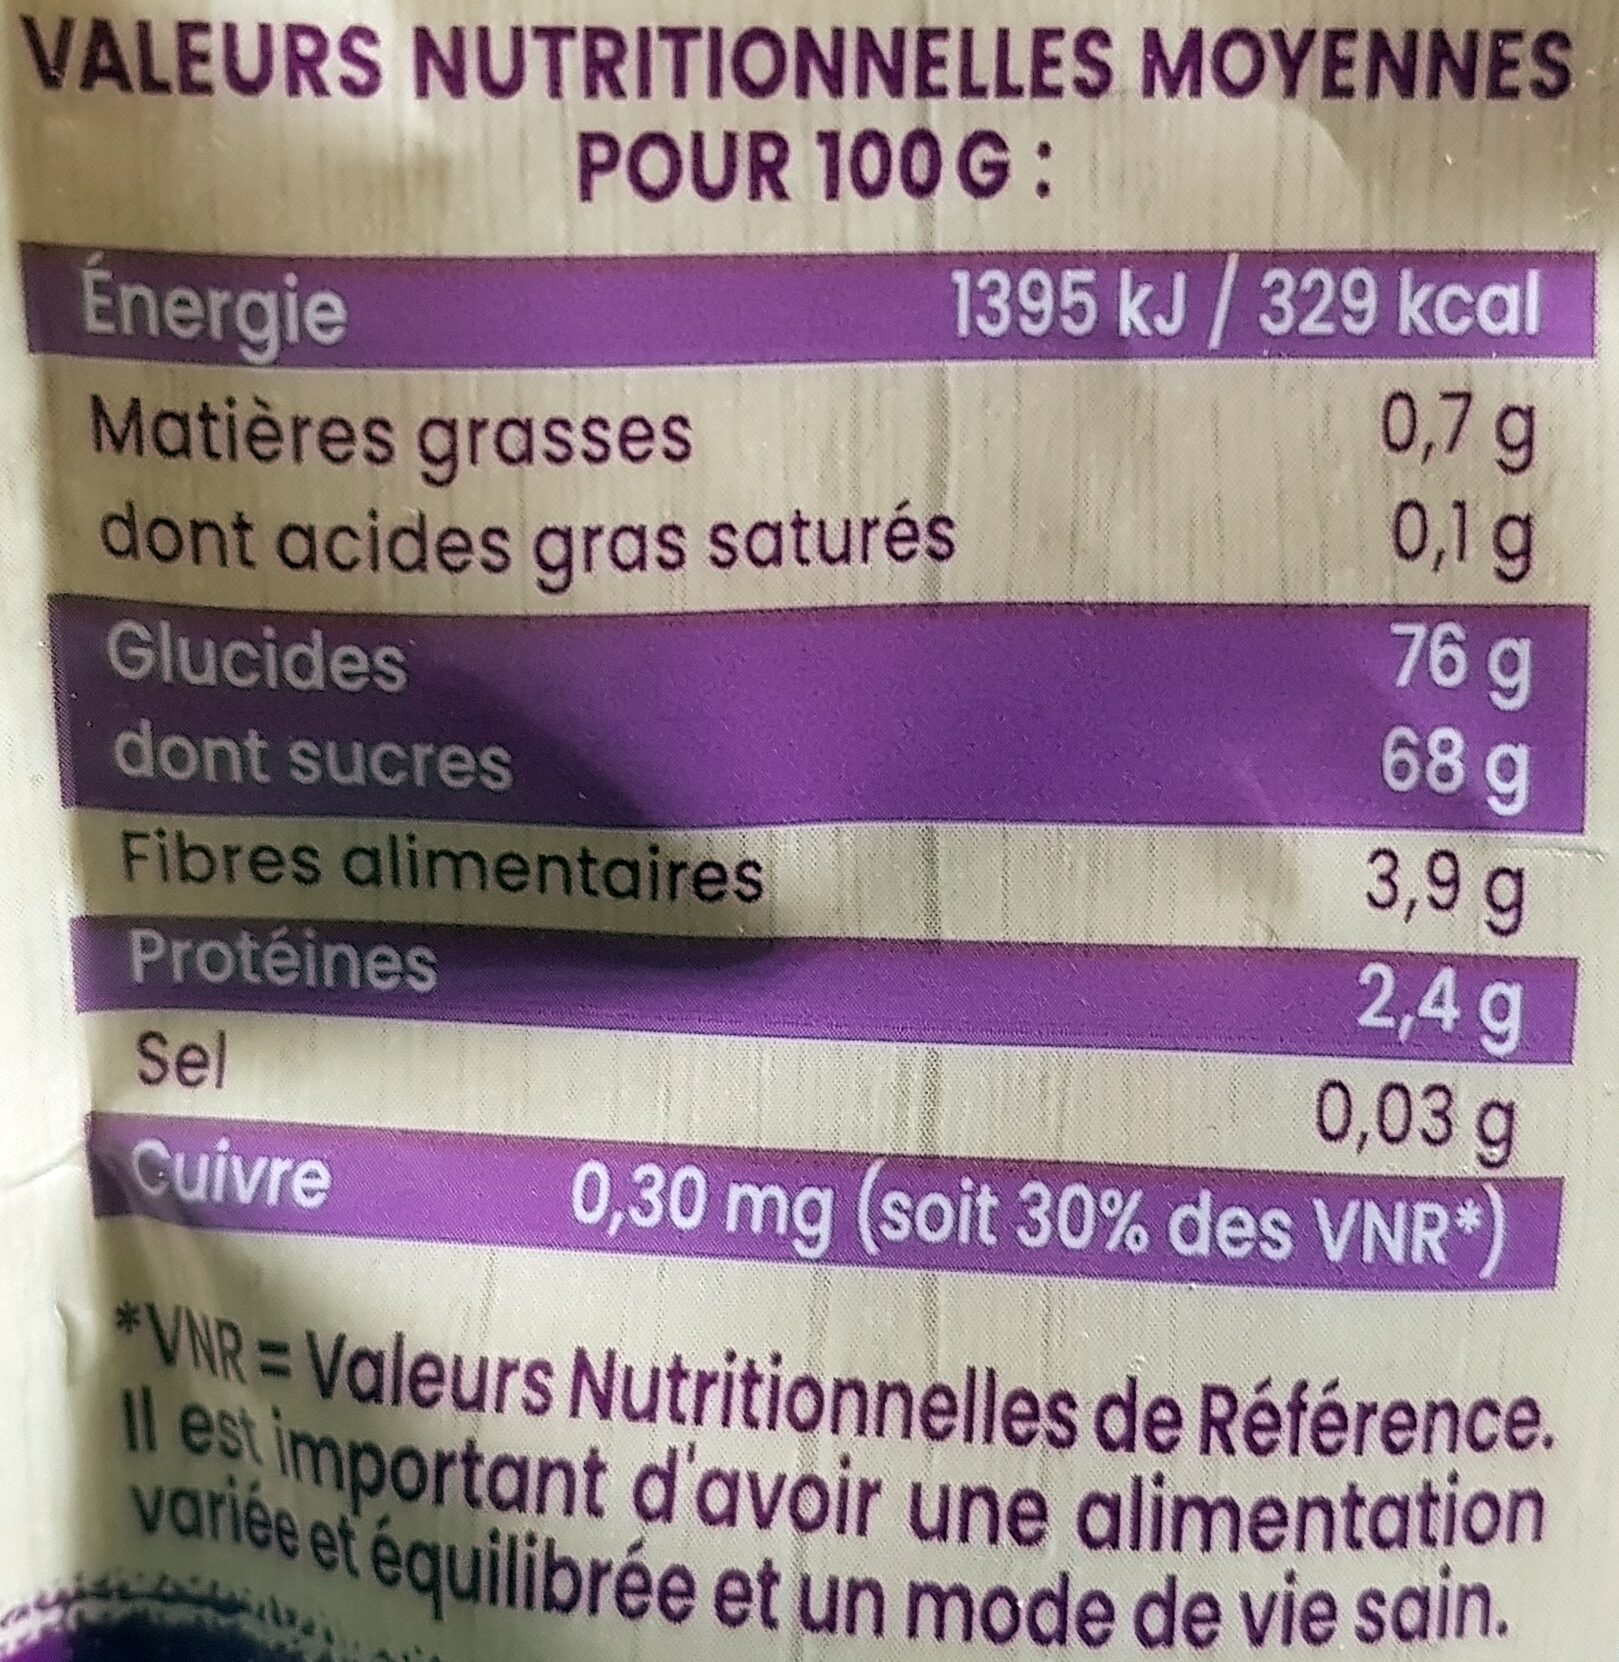 VALEURS NUTRITIONNELLES MOYENNES
POUR 100 G :
Énergie 1395 kJ / 329 kcal
Matières grasses 0,7 g
dont acides gras saturés 0,1 g
Glucides 76 g
dont sucres 68 g
Fibres alimentaires 3,9 g
Protéines 2,4 g
Sel 0,03 g
Cuivre 0,30 mg (soit 30% des VNR*)
*VNR = Valeurs Nutritionnelles de Référence.
Il est important d'avoir une alimentation
variée et équilibrée et un mode de vie sain.